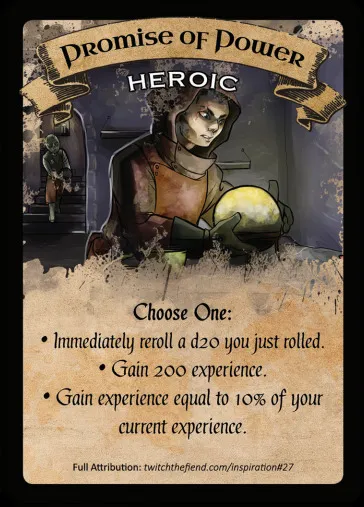 Promise of Power
HEROIC
Choose One:
• Immediately reroll a d20 you just rolled.
• Gain 200 experience.
• Gain experience equal to 10% of your
current experience.
Full Attribution: twitchthefiend.com/inspiration#27